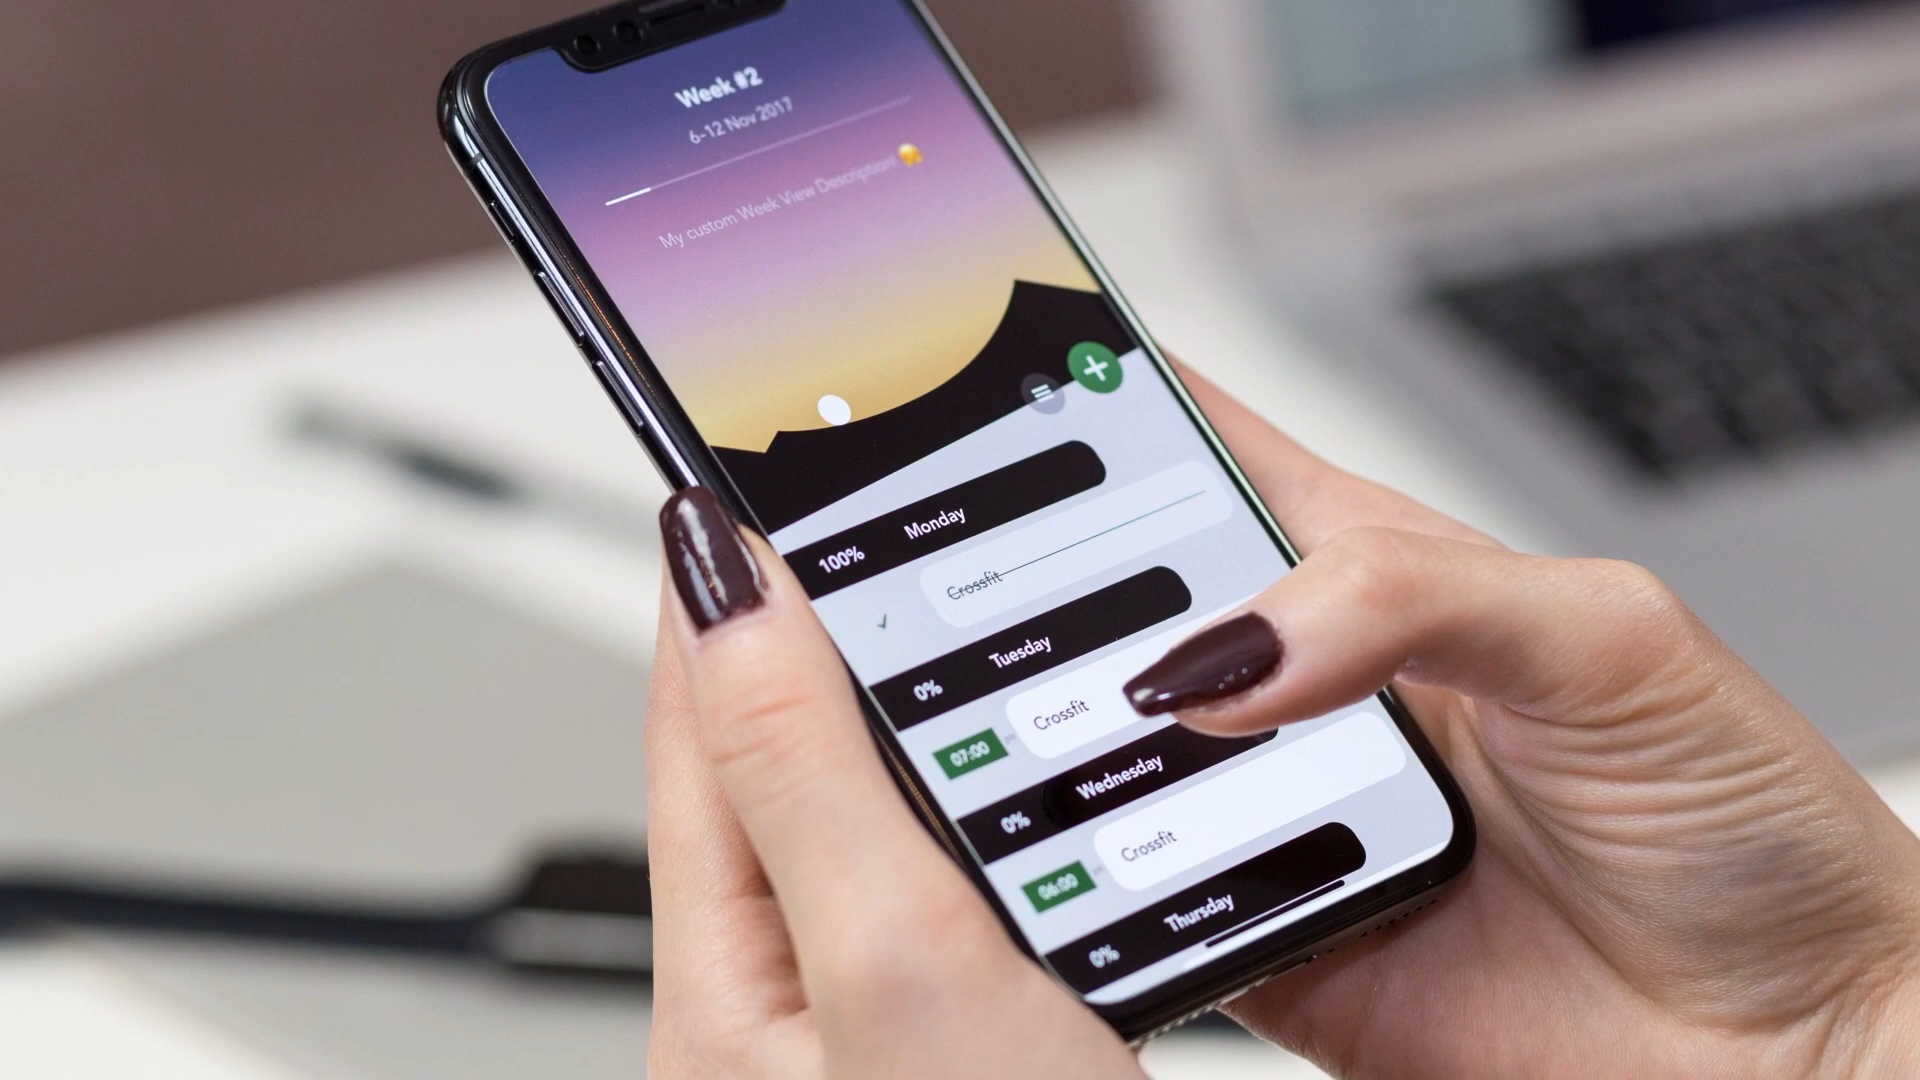 Week #2
6-12 Nov 2017
My custom Week View Description!
100% Monday
Crossfit
0% Tuesday
07:00 Crossfit
0% Wednesday
06:00 Crossfit
0% Thursday